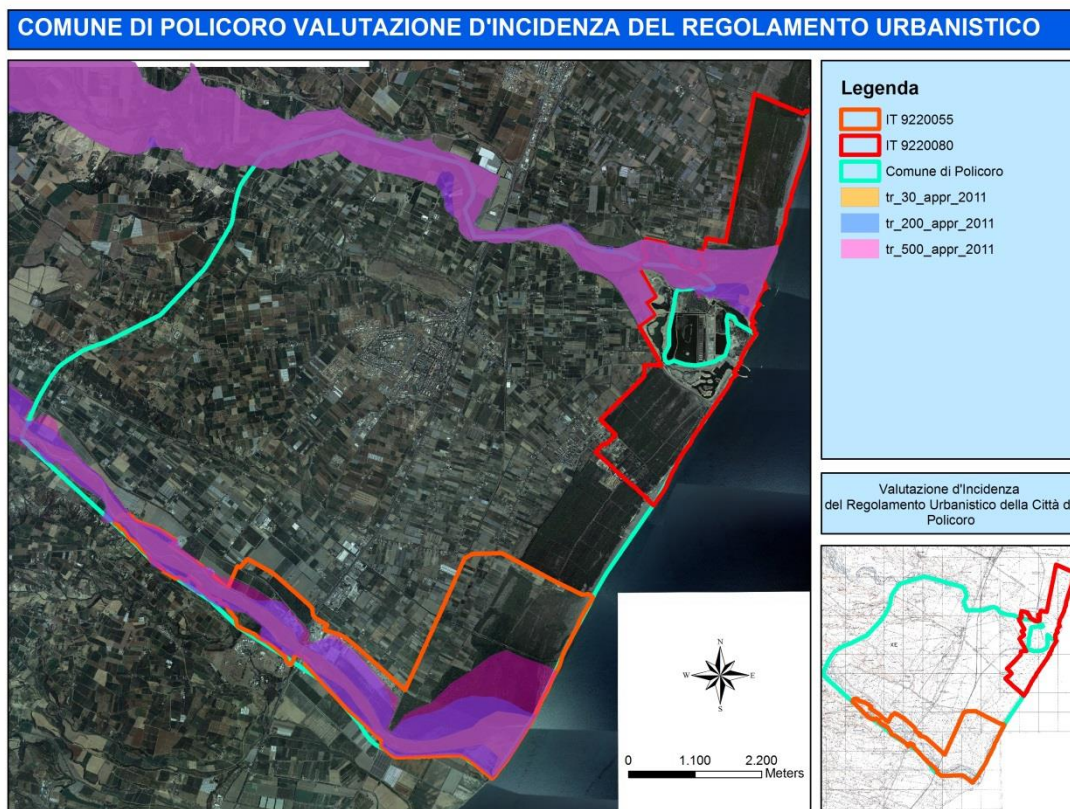 COMUNE DI POLICORO VALUTAZIONE D'INCIDENZA DEL REGOLAMENTO URBANISTICO
Legenda
IT 9220055
IT 9220080
Comune di Policoro
tr_30_appr_2011
tr_200_appr_2011
tr_500_appr_2011
Valutazione d'Incidenza
del Regolamento Urbanistico della Città d
Policoro
N
W E
S
0 1.100 2.200
Meters